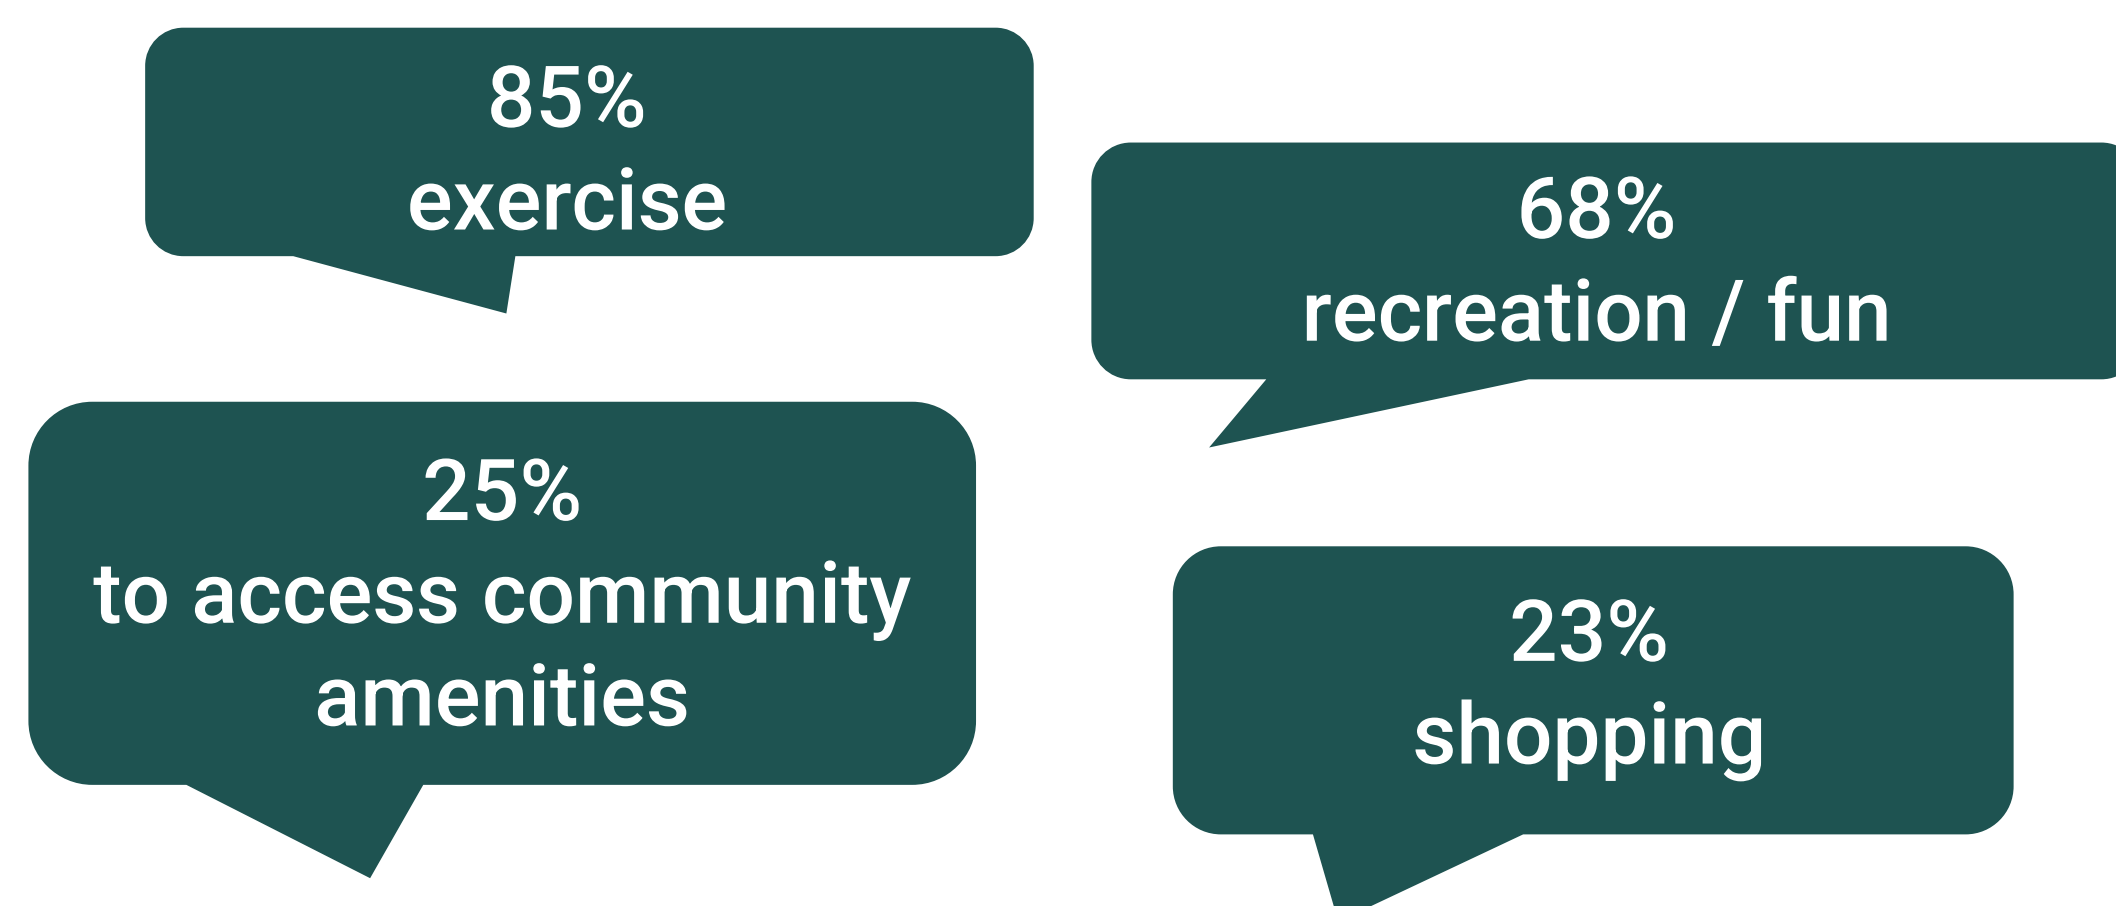 85%
exercise
68%
recreation / fun
25%
to access community
amenities
23%
shopping